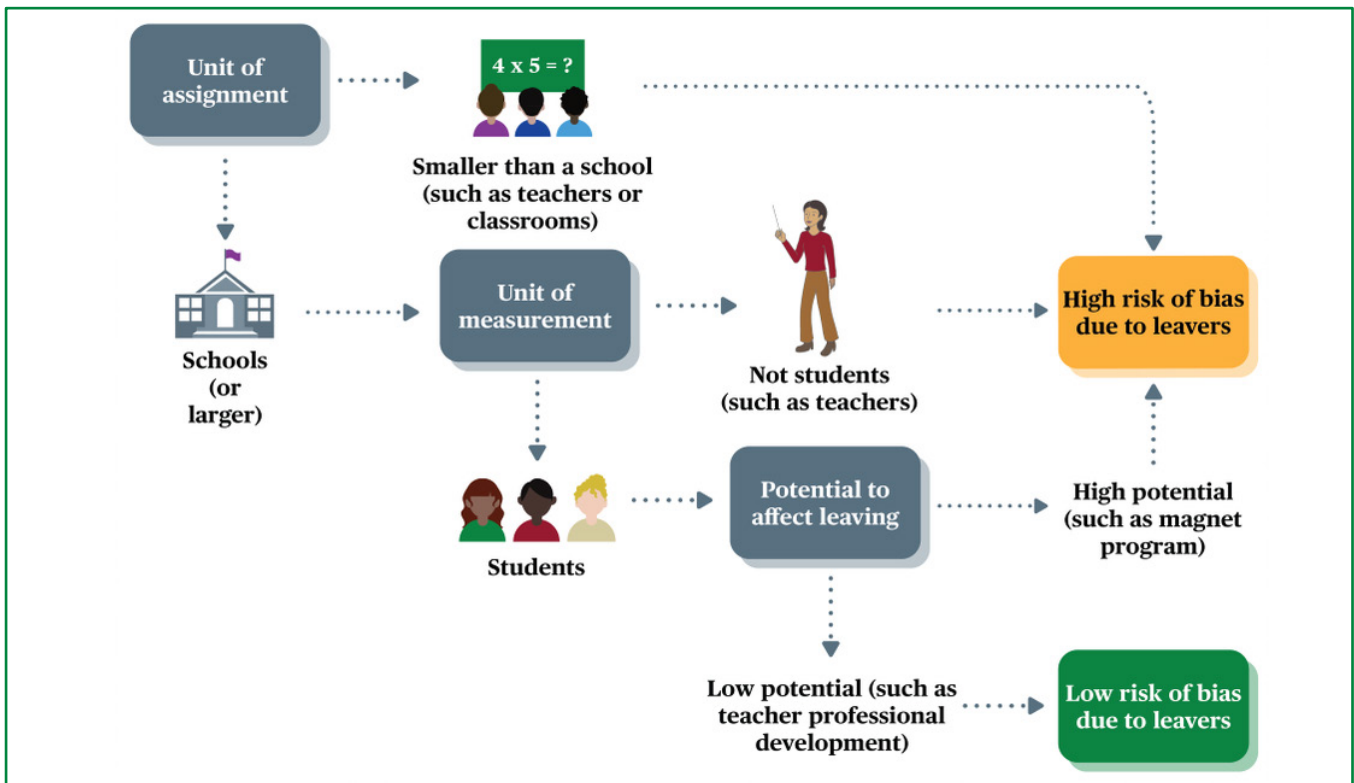 Unit of
assignment
4 x 5 = ?
Smaller than a school
(such as teachers or
classrooms)
Schools
(or
larger)
Unit of
measurement
Not students
(such as teachers)
High risk of bias
due to leavers
Students
Potential to
affect leaving
High potential
(such as magnet
program)
Low potential (such as
teacher professional
development)
Low risk of bias
due to leavers